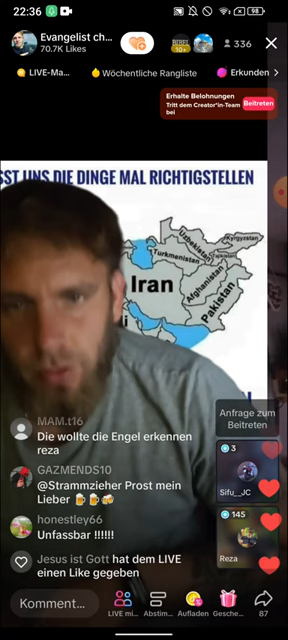 22:36
98
Evangelist ch...
70.7K Likes
10+
336
LIVE-Ma...
Wöchentliche Rangliste
Erkunden
Erhalte Belohnungen
Tritt dem Creator*in-Team
bei
Beitreten
SST UNS DIE DINGE MAL RICHTIGSTELLEN
Uzbekistan
Kyrgyzstan
Turkmenistan
Tajikistan
Iran
Afghanistan
Pakistan
MAM.t16
Die wollte die Engel erkennen
reza
GAZMENDS10
@Strammzieher Prost mein
Lieber
honestley66
Unfassbar !!!!!!
Jesus ist Gott hat dem LIVE
einen Like gegeben
Anfrage zum
Beitreten
3
Sifu_JC
145
Reza
Komment...
LIVE mi...
Abstim...
Aufladen
Gesche...
87